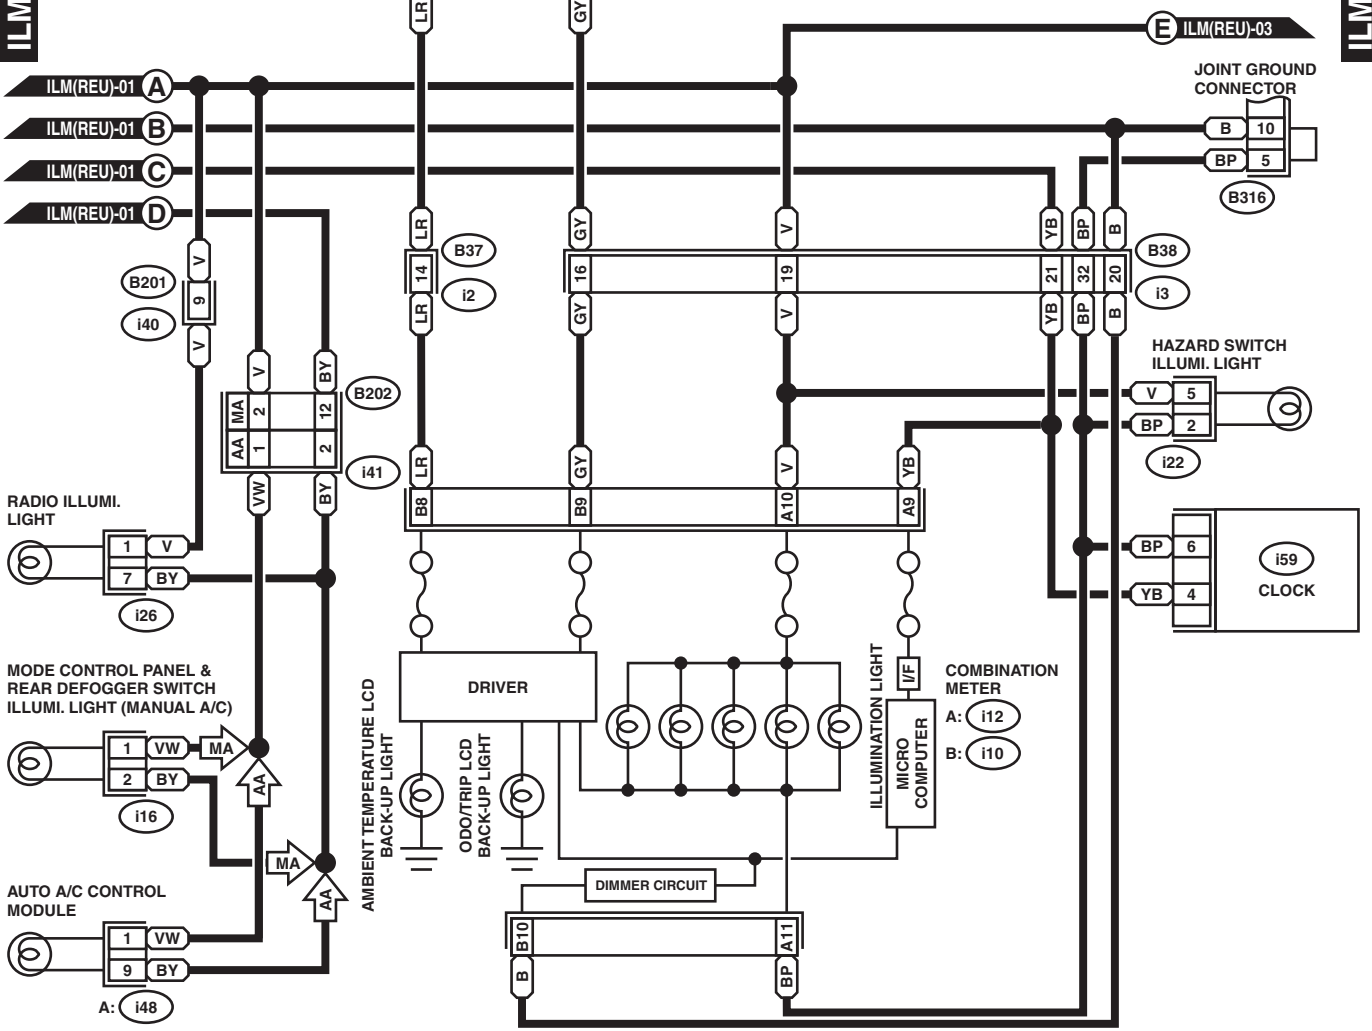 ILM
LR
GY
E ILM(REU)-03
ILM
ILM(REU)-01 A
ILM(REU)-01 B
ILM(REU)-01 C
ILM(REU)-01 D
JOINT GROUND
CONNECTOR
B 10
BP 5
B316
LR
GY
V
YB
BP
B
14
B37
i2
16
19
21
32
20
B38
i3
LR
GY
V
YB
BP
B
V
B201
9
i40
V
V
BY
B202
MA 2 12
AA 1 2
i41
VW
BY
HAZARD SWITCH
ILLUMI. LIGHT
V 5
BP 2
i22
LR
GY
V
YB
B8
B9
A10
A9
RADIO ILLUMI.
LIGHT
1 V
7 BY
i26
BP 6
YB 4
i59
CLOCK
MODE CONTROL PANEL &
REAR DEFOGGER SWITCH
ILLUMI. LIGHT (MANUAL A/C)
1 VW MA
2 BY
i16
AA
MA
AA
DRIVER
AMBIENT TEMPERATURE LCD
BACK-UP LIGHT
ODO/TRIP LCD
BACK-UP LIGHT
ILLUMINATION LIGHT
I/F
MICRO
COMPUTER
COMBINATION
METER
A: i12
B: i10
DIMMER CIRCUIT
AUTO A/C CONTROL
MODULE
1 VW
9 BY
A: i48
B10
A11
B
BP